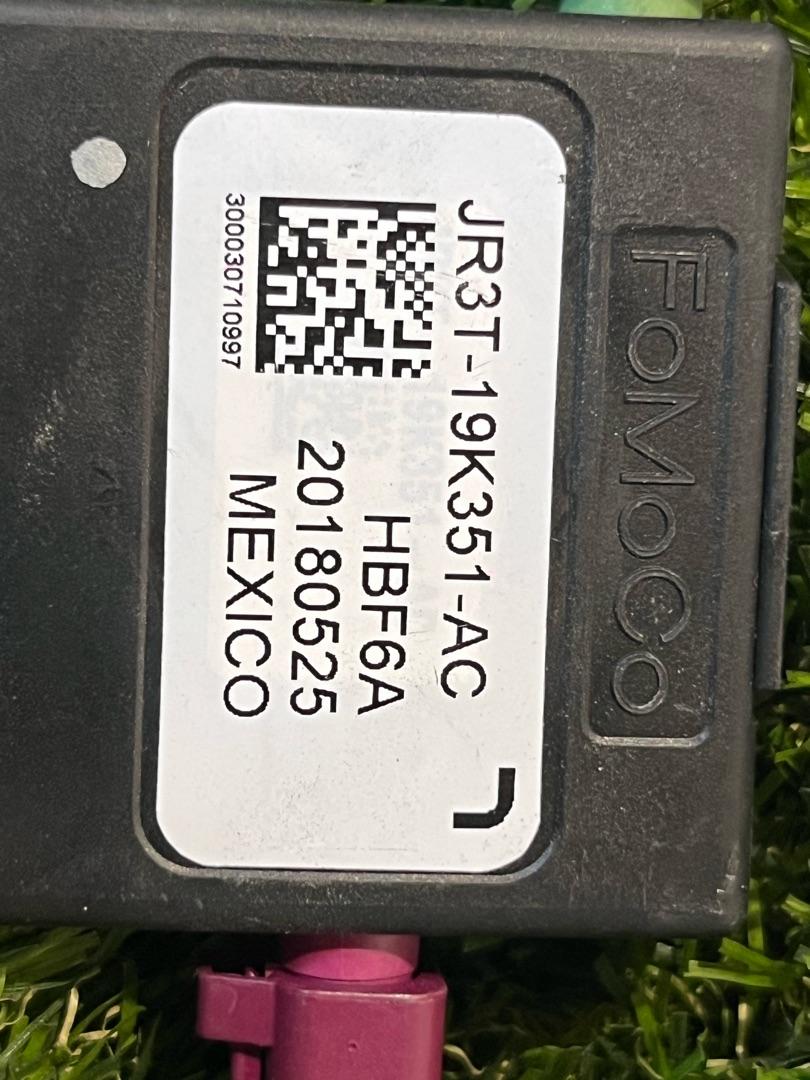 FoMoCo
JR3T-19K351-AC
HBF6A
20180525
MEXICO
300030710997